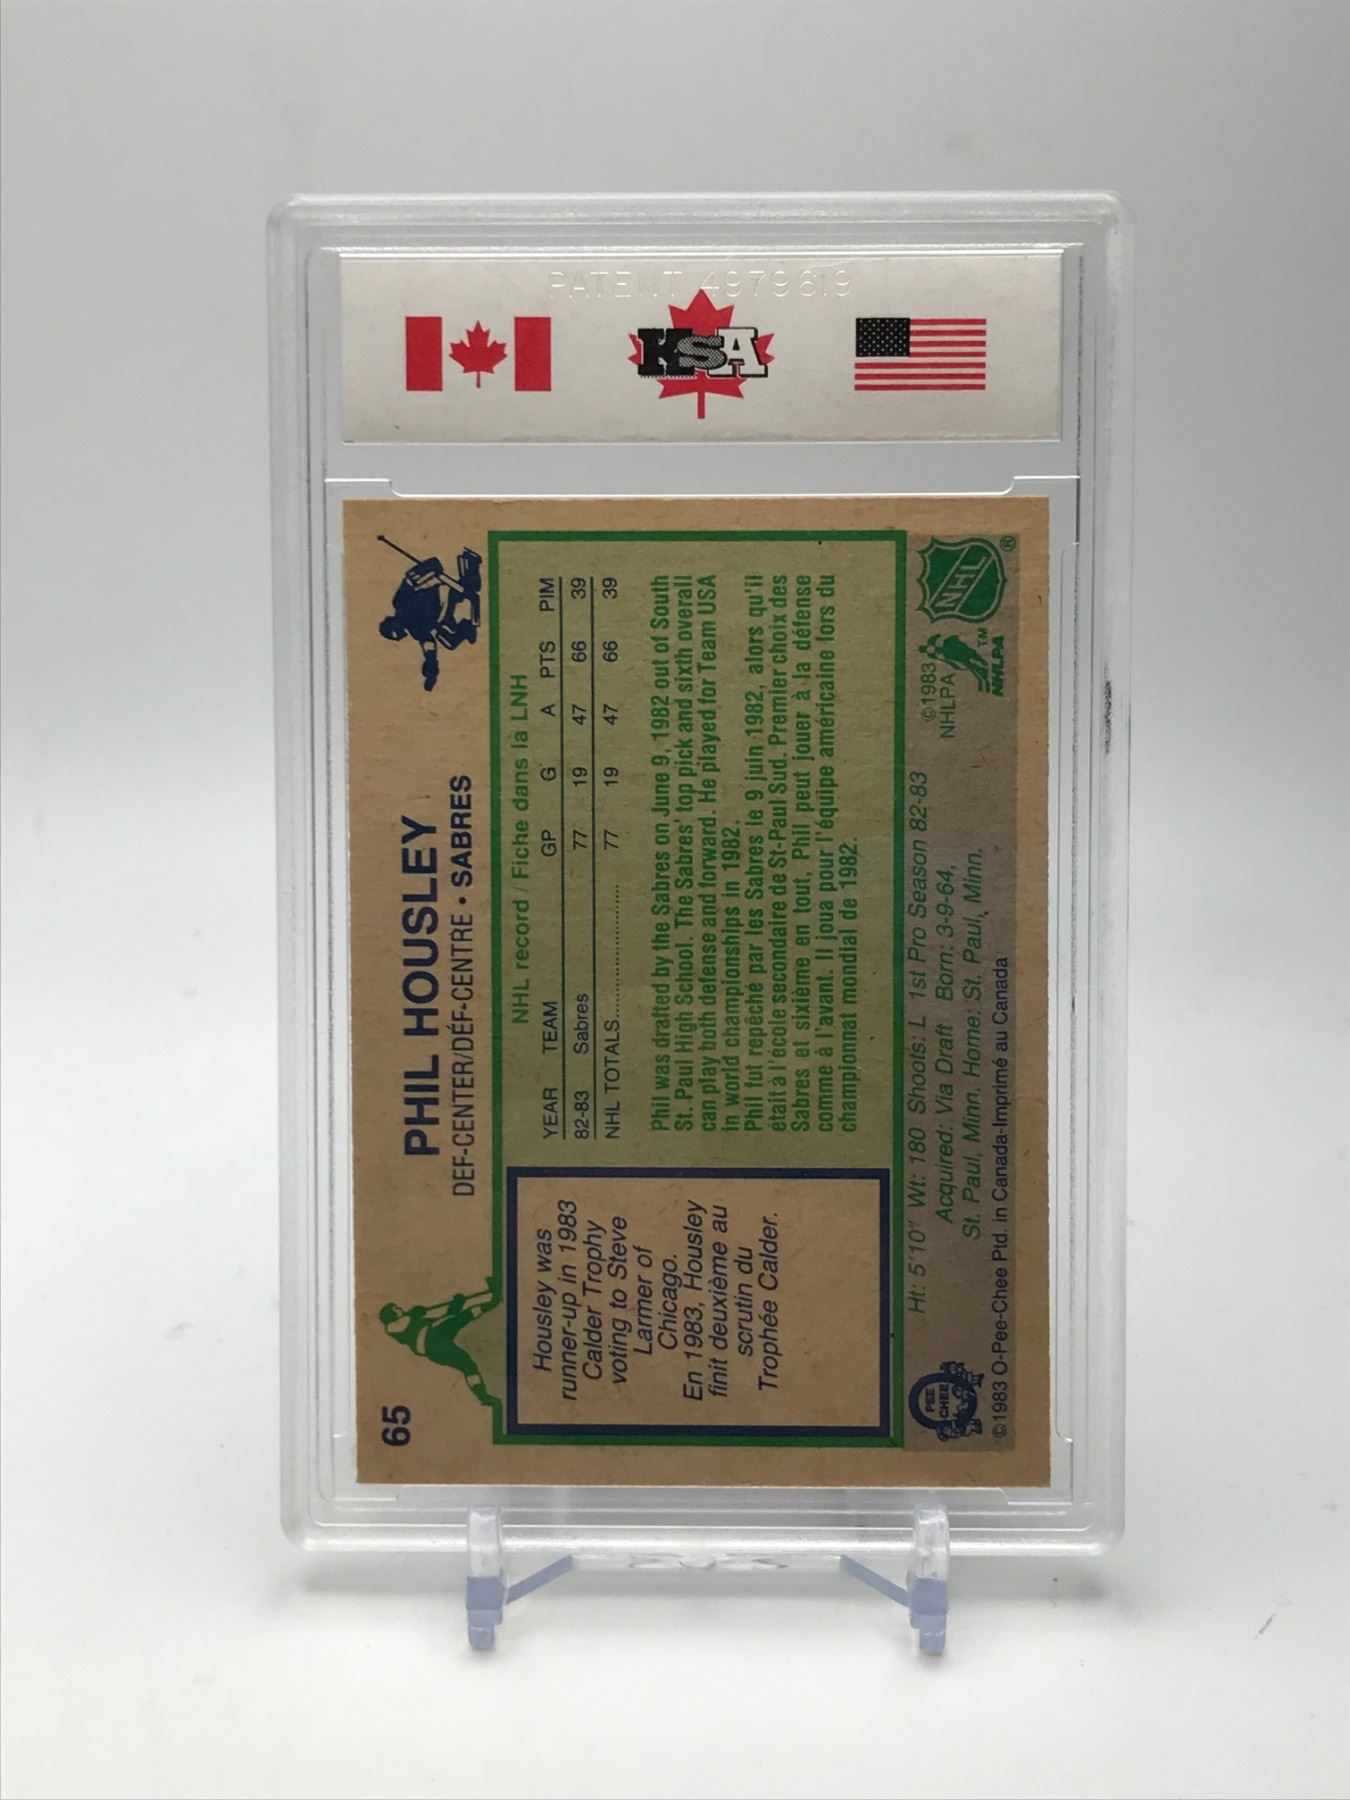 PATENT 4979619
KSA
65
PHIL HOUSLEY
DEF-CENTER/DÉF-CENTRE • SABRES
NHL record / Fiche dans la LNH
YEAR TEAM GP G A PTS PIM
82-83 Sabres 77 19 47 66 39
NHL TOTALS.................... 77 19 47 66 39
Phil was drafted by the Sabres on June 9, 1982 out of South
St. Paul High School. The Sabres' top pick and sixth overall
can play both defense and forward. He played for Team USA
in world championships in 1982.
Phil fut repêché par les Sabres le 9 juin 1982, alors qu'il
était à l'école secondaire de St-Paul Sud. Premier choix des
Sabres et sixième en tout, Phil peut jouer à la défense
comme à l'avant. Il joua pour l'équipe américaine lors du
championnat mondial de 1982.
Housley was
runner-up in 1983
Calder Trophy
voting to Steve
Larmer of
Chicago.
En 1983, Housley
finit deuxième au
scrutin du
Trophée Calder.
Ht: 5'10" Wt: 180 Shoots: L 1st Pro Season 82-83
Acquired: Via Draft Born: 3-9-64,
St. Paul, Minn. Home: St. Paul, Minn.
©1983 O-Pee-Chee Ptd. in Canada-Imprimé au Canada
O PEE CHEE
©1983
NHLPA
NHLPA TM
NHL ®